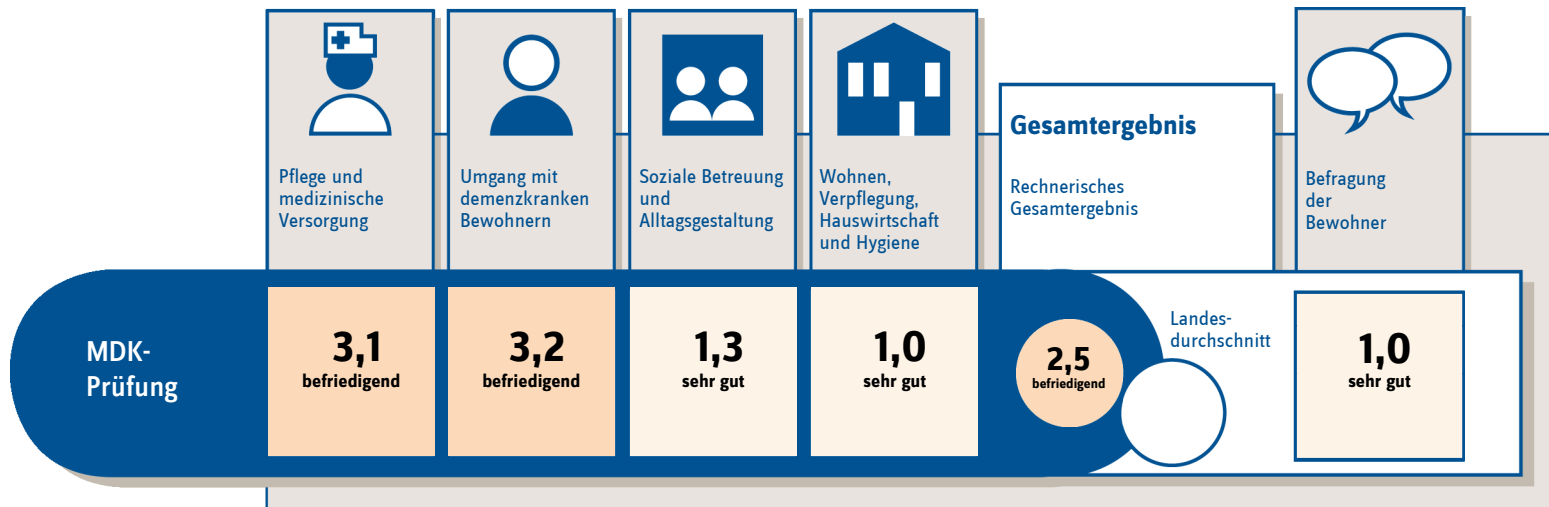 Pflege und
medizinische
Versorgung
Umgang mit
demenzkranken
Bewohnern
Soziale Betreuung
und
Alltagsgestaltung
Wohnen,
Verpflegung,
Hauswirtschaft
und Hygiene
Gesamtergebnis
Rechnerisches
Gesamtergebnis
Befragung
der
Bewohner
MDK-
Prüfung
3,1
befriedigend
3,2
befriedigend
1,3
sehr gut
1,0
sehr gut
2,5
befriedigend
Landes-
durchschnitt
1,0
sehr gut